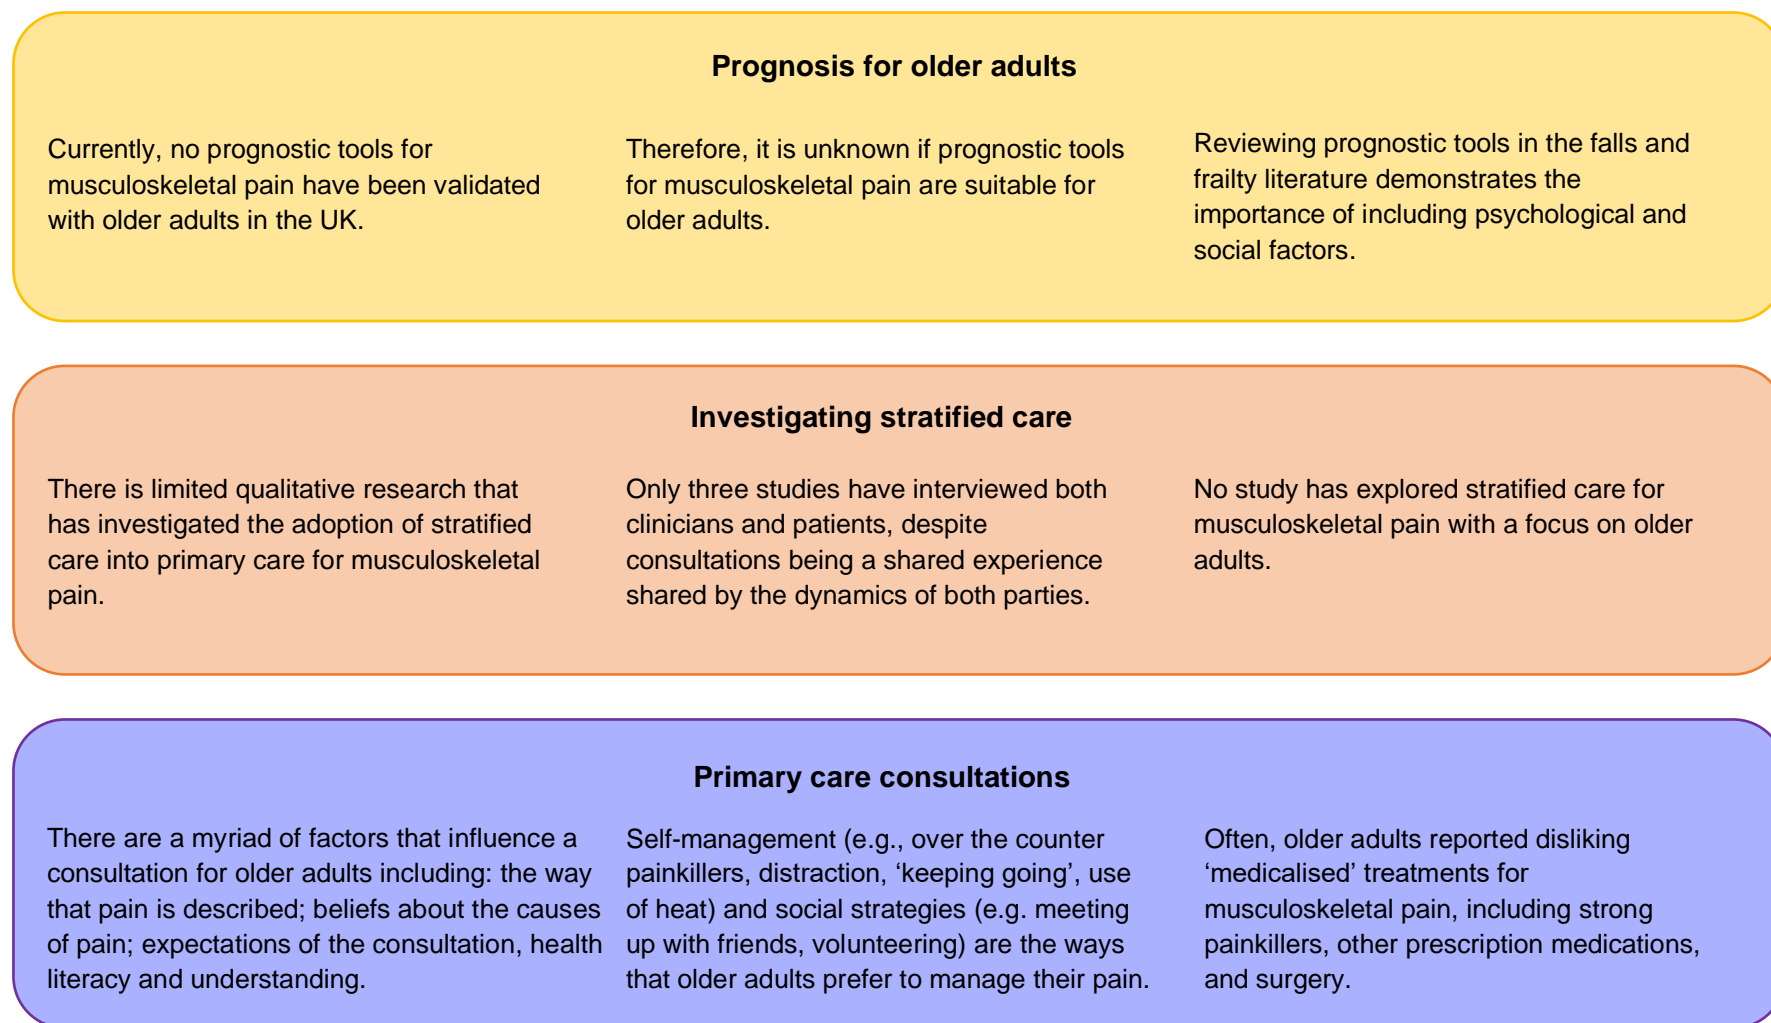 Prognosis for older adults
Currently, no prognostic tools for
musculoskeletal pain have been validated
with older adults in the UK.
Therefore, it is unknown if prognostic tools
for musculoskeletal pain are suitable for
older adults.
Reviewing prognostic tools in the falls and
frailty literature demonstrates the
importance of including psychological and
social factors.
Investigating stratified care
There is limited qualitative research that
has investigated the adoption of stratified
care into primary care for musculoskeletal
pain.
Only three studies have interviewed both
clinicians and patients, despite
consultations being a shared experience
shared by the dynamics of both parties.
No study has explored stratified care for
musculoskeletal pain with a focus on older
adults.
Primary care consultations
There are a myriad of factors that influence a
consultation for older adults including: the way
that pain is described; beliefs about the causes
of pain; expectations of the consultation, health
literacy and understanding.
Self-management (e.g., over the counter
painkillers, distraction, ‘keeping going’, use
of heat) and social strategies (e.g. meeting
up with friends, volunteering) are the ways
that older adults prefer to manage their pain.
Often, older adults reported disliking
‘medicalised’ treatments for
musculoskeletal pain, including strong
painkillers, other prescription medications,
and surgery.